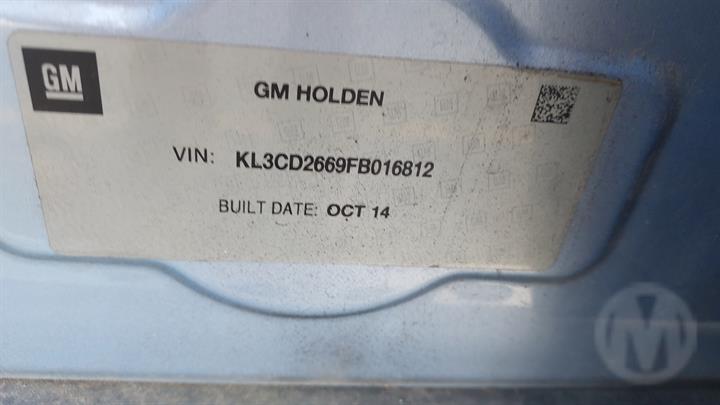 GM
GM HOLDEN
VIN: KL3CD2669FB016812
BUILT DATE: OCT 14
M